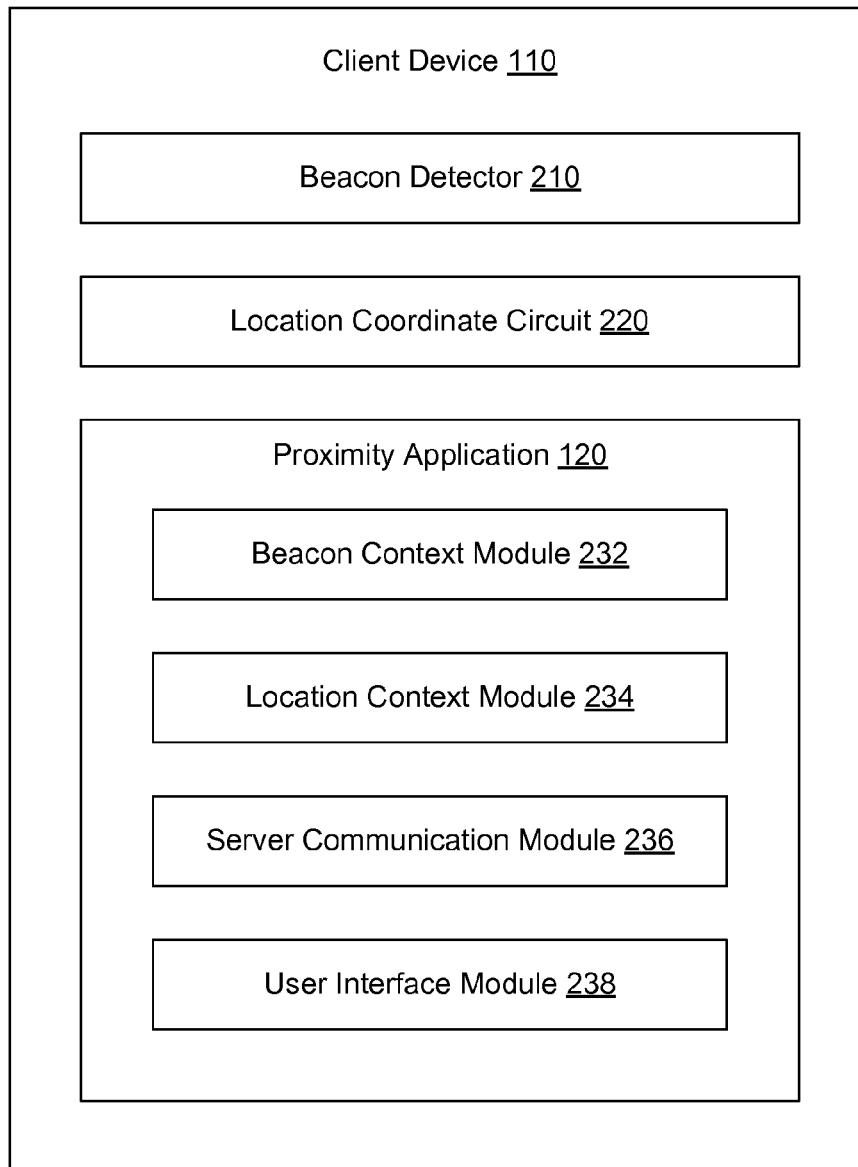 Client Device 110
Beacon Detector 210
Location Coordinate Circuit 220
Proximity Application 120
Beacon Context Module 232
Location Context Module 234
Server Communication Module 236
User Interface Module 238